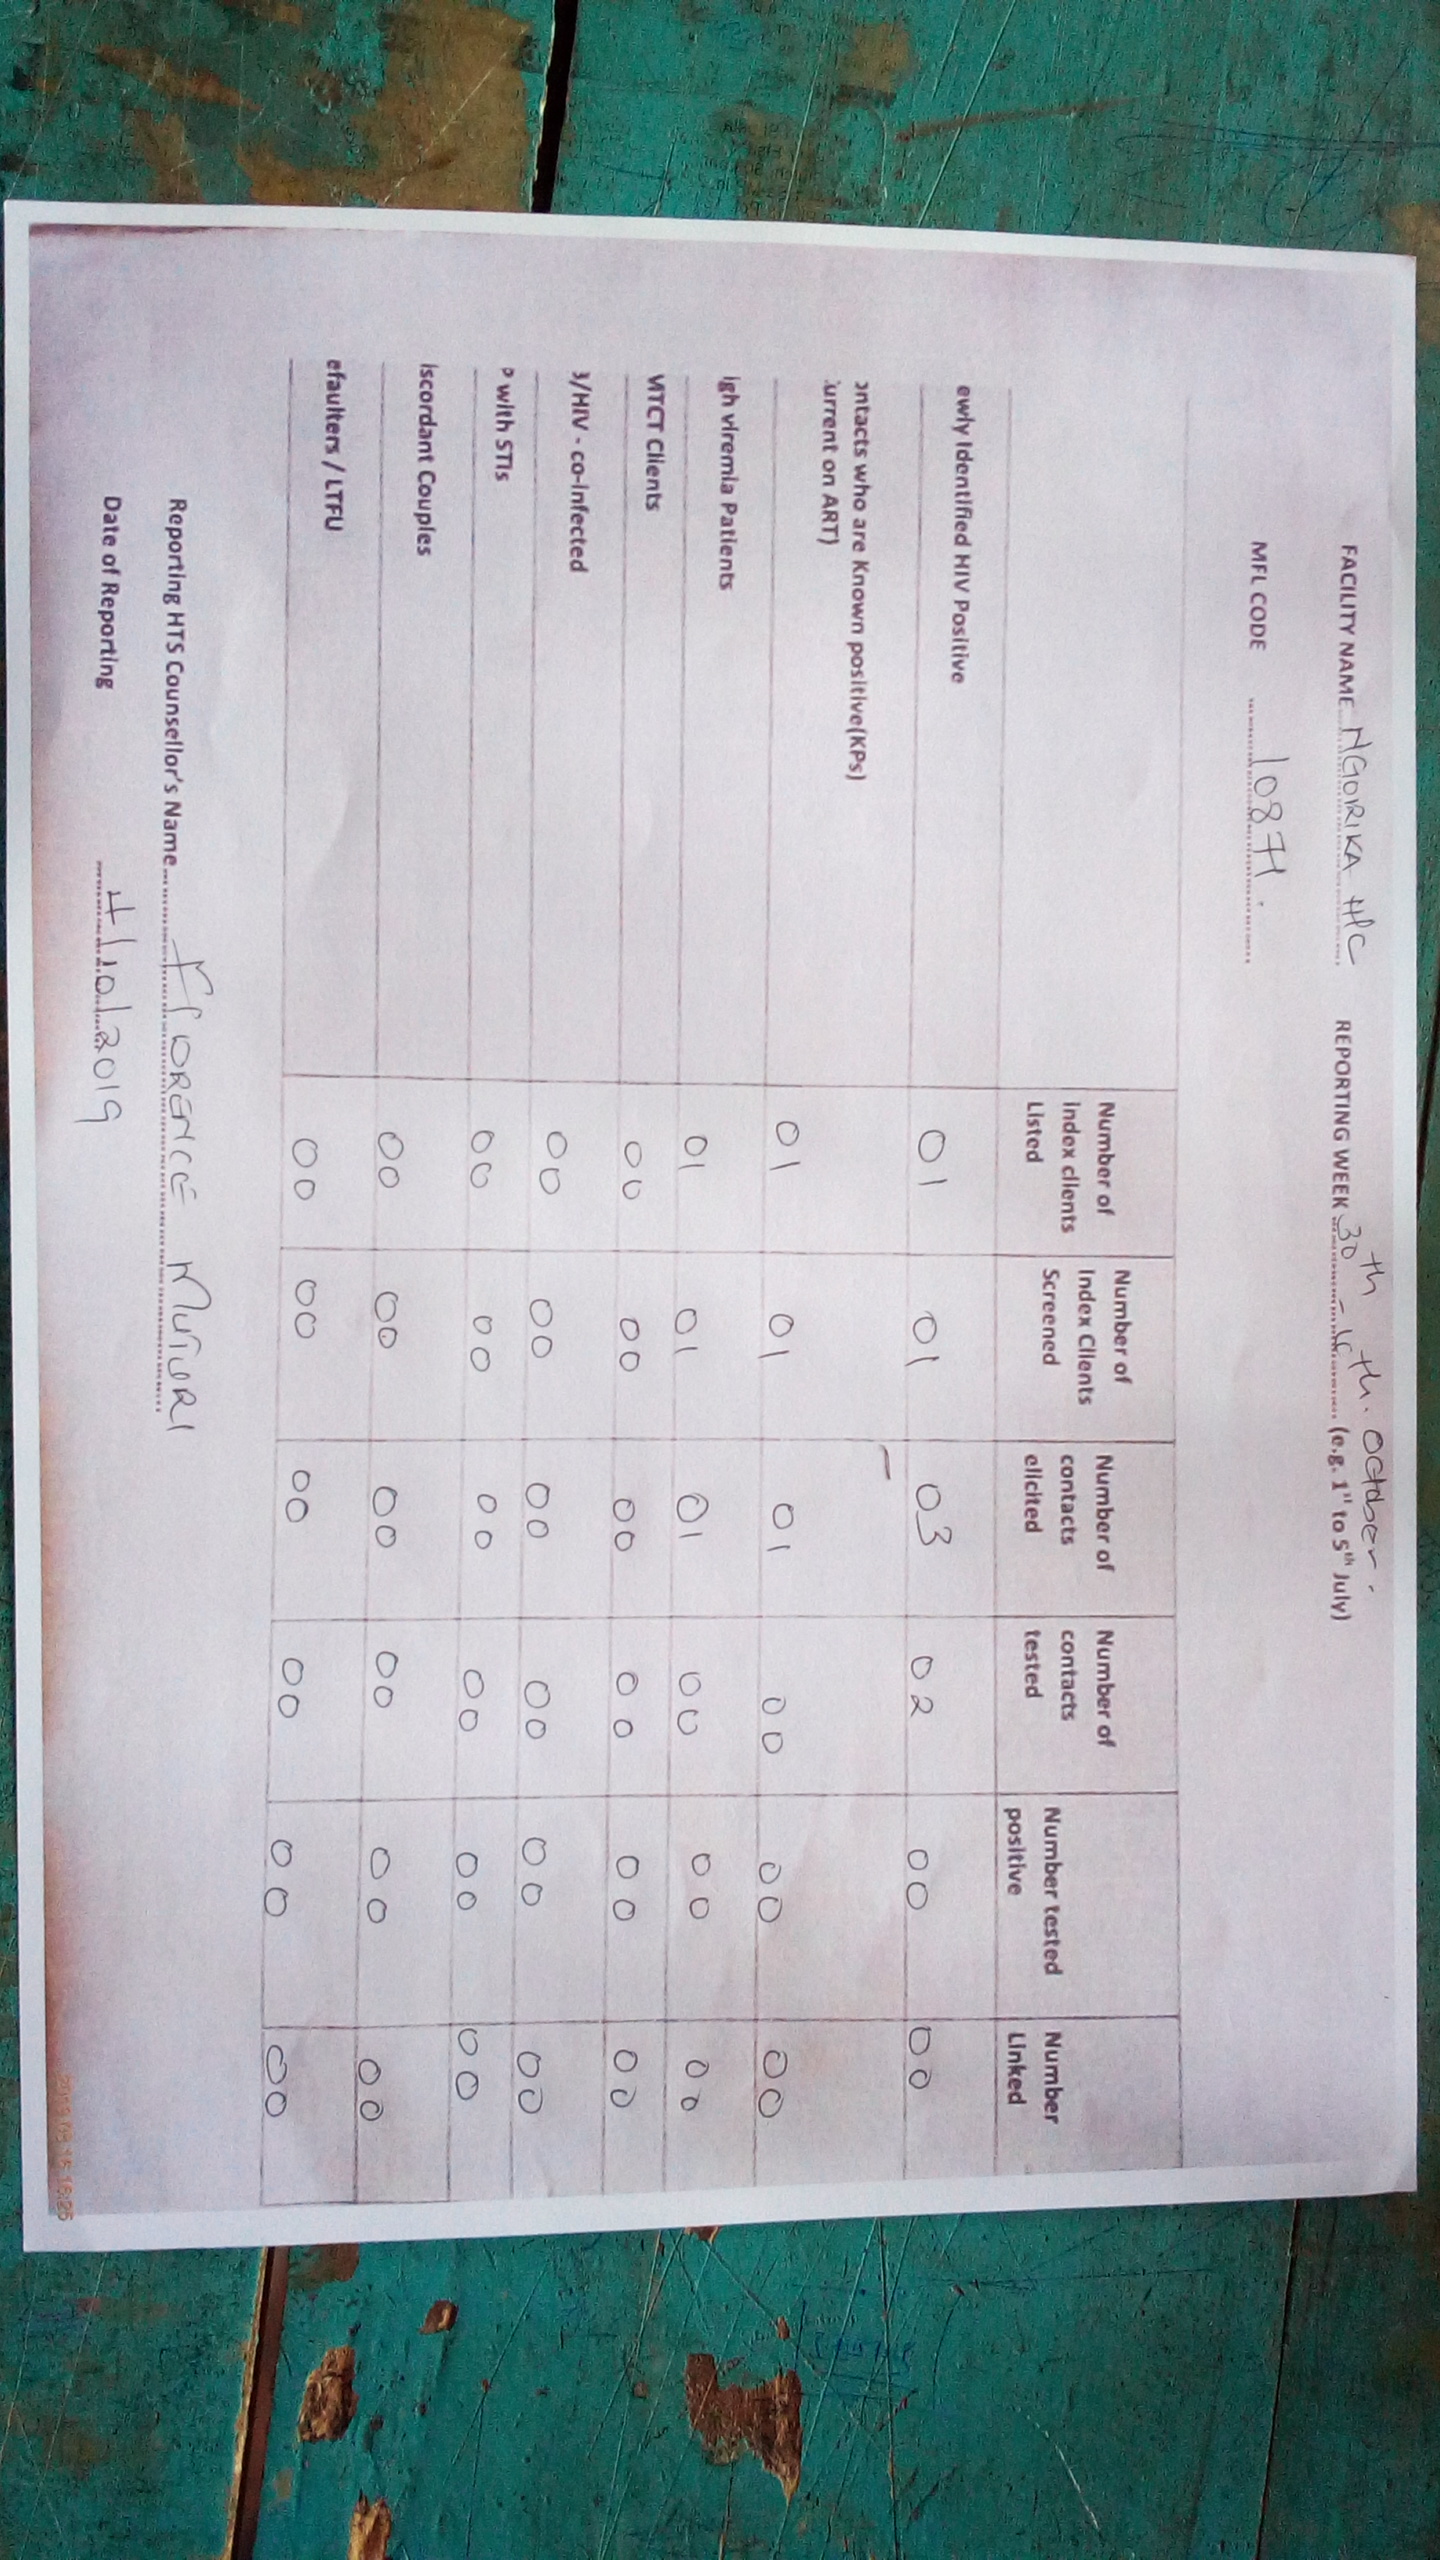 FACILITY NAME NGORIKA H/C REPORTING WEEK 30th - 4th. October. (e.g. 1st to 5th July)
MFL CODE 10871.
Number of Index clients Listed
Number of Index Clients Screened
Number of contacts elicited
Number of contacts tested
Number tested positive
Number Linked
ewly Identified HIV Positive 01 01 03 02 00 00
ontacts who are Known positive(KPs)
urrent on ART) 01 01 01 00 00 00
igh viremia Patients 01 01 01 00 00 00
MTCT Clients 00 00 00 00 00 00
3/HIV - co-infected 00 00 00 00 00 00
P with STIs 00 00 00 00 00 00
iscordant Couples 00 00 00 00 00 00
efaulters / LTFU 00 00 00 00 00 00
Reporting HTS Counsellor's Name Florence Muturi
Date of Reporting 4/10/2019